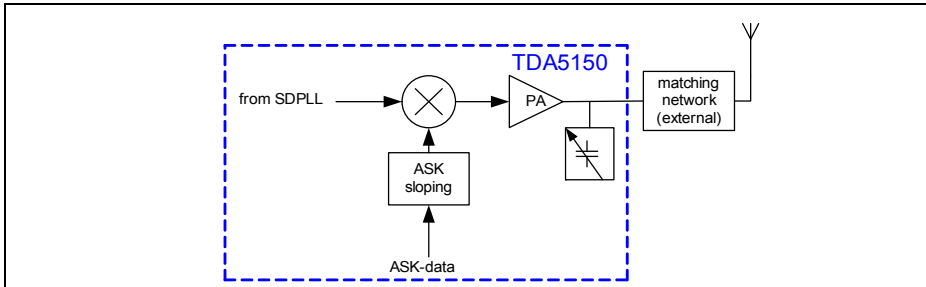 TDA5150
from SDPLL
PA
matching
network
(external)
ASK
sloping
ASK-data